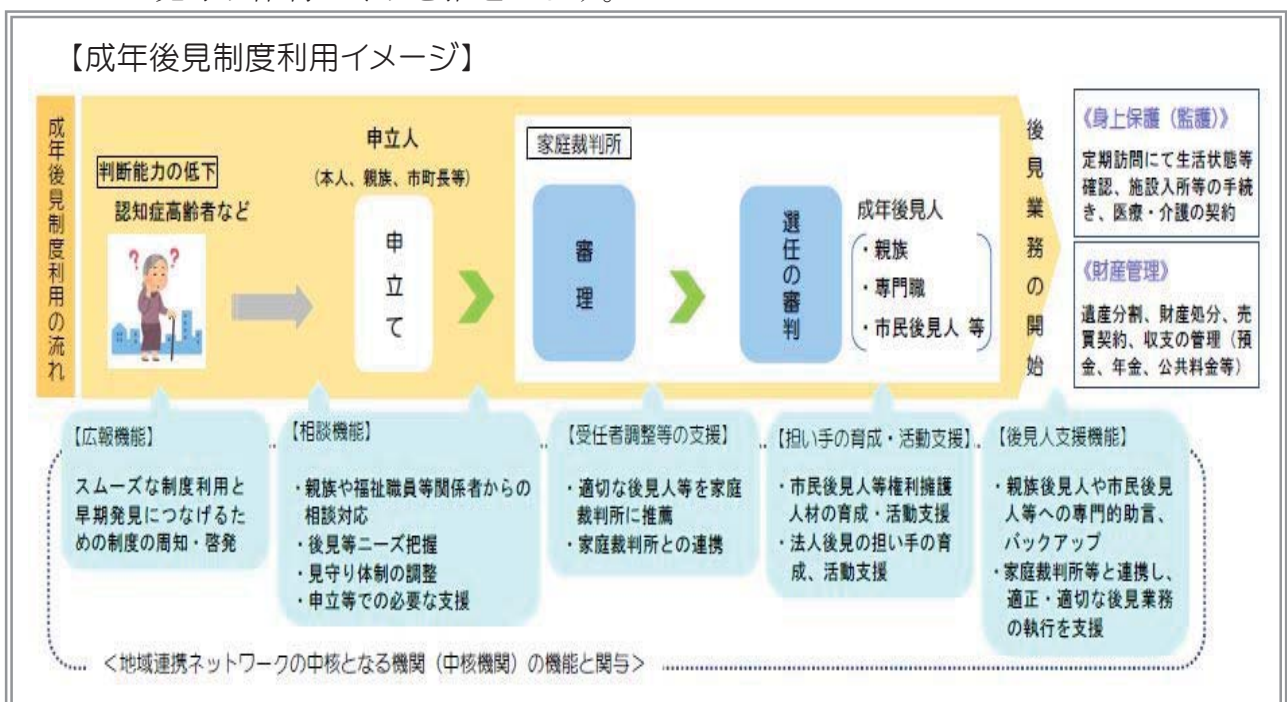 【成年後見制度利用イメージ】
成年後見制度利用の流れ
判断能力の低下
認知症高齢者など
? ?
申立人
(本人、親族、市町長等)
申立て
家庭裁判所
審理
選任の審判
成年後見人
・親族
・専門職
・市民後見人 等
後見業務の開始
《身上保護(監護)》
定期訪問にて生活状態等
確認、施設入所等の手続
き、医療・介護の契約
《財産管理》
遺産分割、財産処分、売
買契約、収支の管理(預
金、年金、公共料金等)
【広報機能】
スムーズな制度利用と
早期発見につなげるた
めの制度の周知・啓発
【相談機能】
・親族や福祉職員等関係者からの
相談対応
・後見等ニーズ把握
・見守り体制の調整
・申立等での必要な支援
【受任者調整等の支援】
・適切な後見人等を家庭
裁判所に推薦
・家庭裁判所との連携
【担い手の育成・活動支援】
・市民後見人等権利擁護
人材の育成・活動支援
・法人後見の担い手の育
成、活動支援
【後見人支援機能】
・親族後見人や市民後見
人等への専門的助言、
バックアップ
・家庭裁判所等と連携し、
適正・適切な後見業務
の執行を支援
<地域連携ネットワークの中核となる機関(中核機関)の機能と関与>